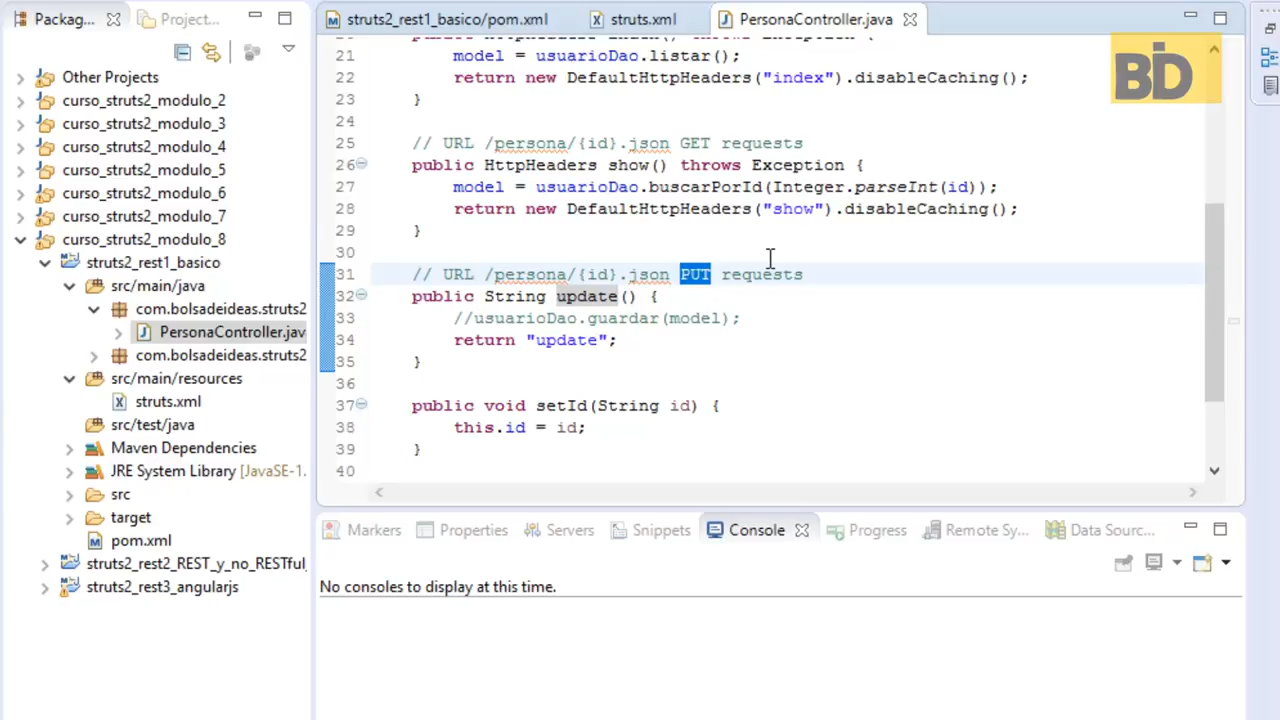 Packag...
Project...
struts2_rest1_basico/pom.xml
struts.xml
PersonaController.java
BD
Other Projects
curso_struts2_modulo_2
curso_struts2_modulo_3
curso_struts2_modulo_4
curso_struts2_modulo_5
curso_struts2_modulo_6
curso_struts2_modulo_7
curso_struts2_modulo_8
struts2_rest1_basico
src/main/java
com.bolsadeideas.struts2
PersonaController.jav
com.bolsadeideas.struts2
src/main/resources
struts.xml
src/test/java
Maven Dependencies
JRE System Library [JavaSE-1.
src
target
pom.xml
struts2_rest2_REST_y_no_RESTful
struts2_rest3_angularjs
21 model = usuarioDao.listar();
22 return new DefaultHttpHeaders("index").disableCaching();
23 }
24
25 // URL /persona/{id}.json GET requests
26 public HttpHeaders show() throws Exception {
27 model = usuarioDao.buscarPorId(Integer.parseInt(id));
28 return new DefaultHttpHeaders("show").disableCaching();
29 }
30
31 // URL /persona/{id}.json PUT requests
32 public String update() {
33 //usuarioDao.guardar(model);
34 return "update";
35 }
36
37 public void setId(String id) {
38 this.id = id;
39 }
40
Markers
Properties
Servers
Snippets
Console
Progress
Remote Sy...
Data Sourc...
No consoles to display at this time.